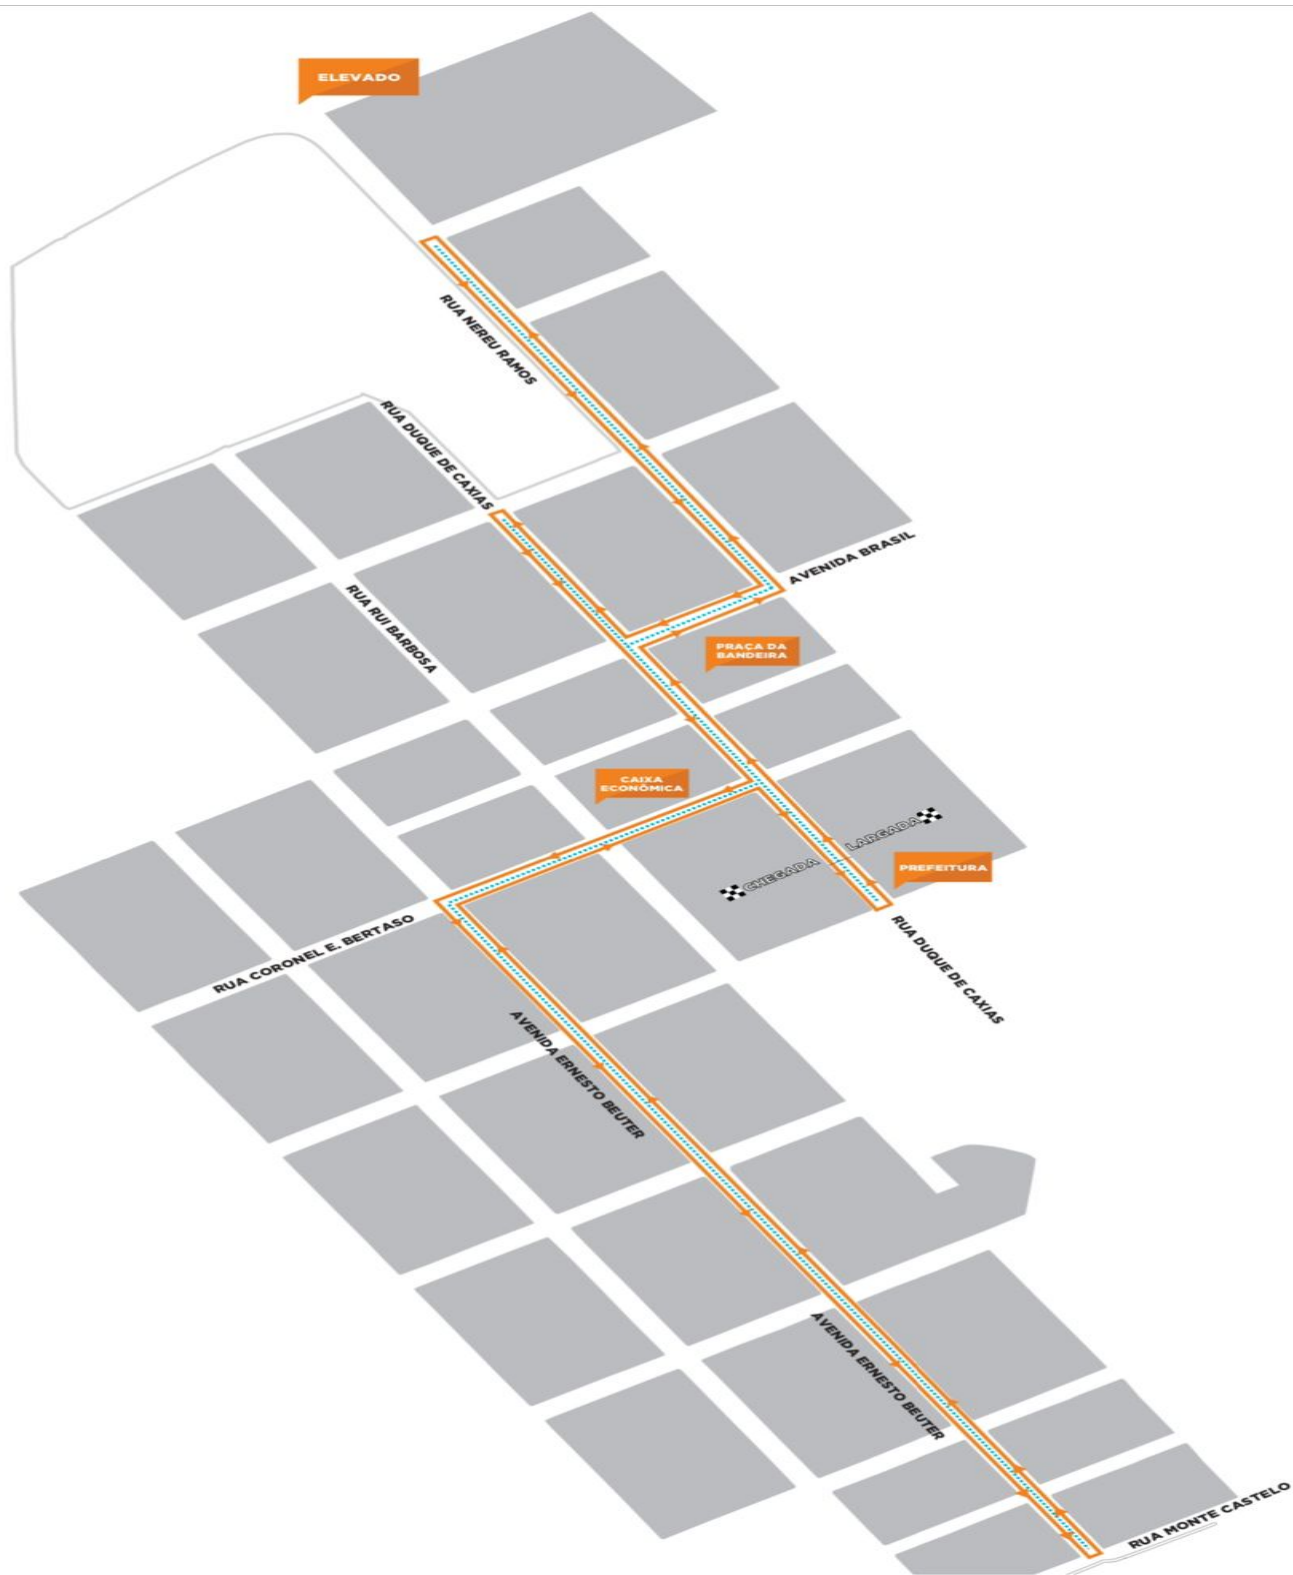 ELEVADO
RUA NEREU RAMOS
RUA DUQUE DE CAXIAS
AVENIDA BRASIL
RUA RUI BARBOSA
PRAÇA DA
BANDEIRA
CAIXA
ECONÔMICA
LARGADA
CHEGADA
PREFEITURA
RUA CORONEL E. BERTASO
RUA DUQUE DE CAXIAS
AVENIDA ERNESTO BEUTER
AVENIDA ERNESTO BEUTER
RUA MONTE CASTELO